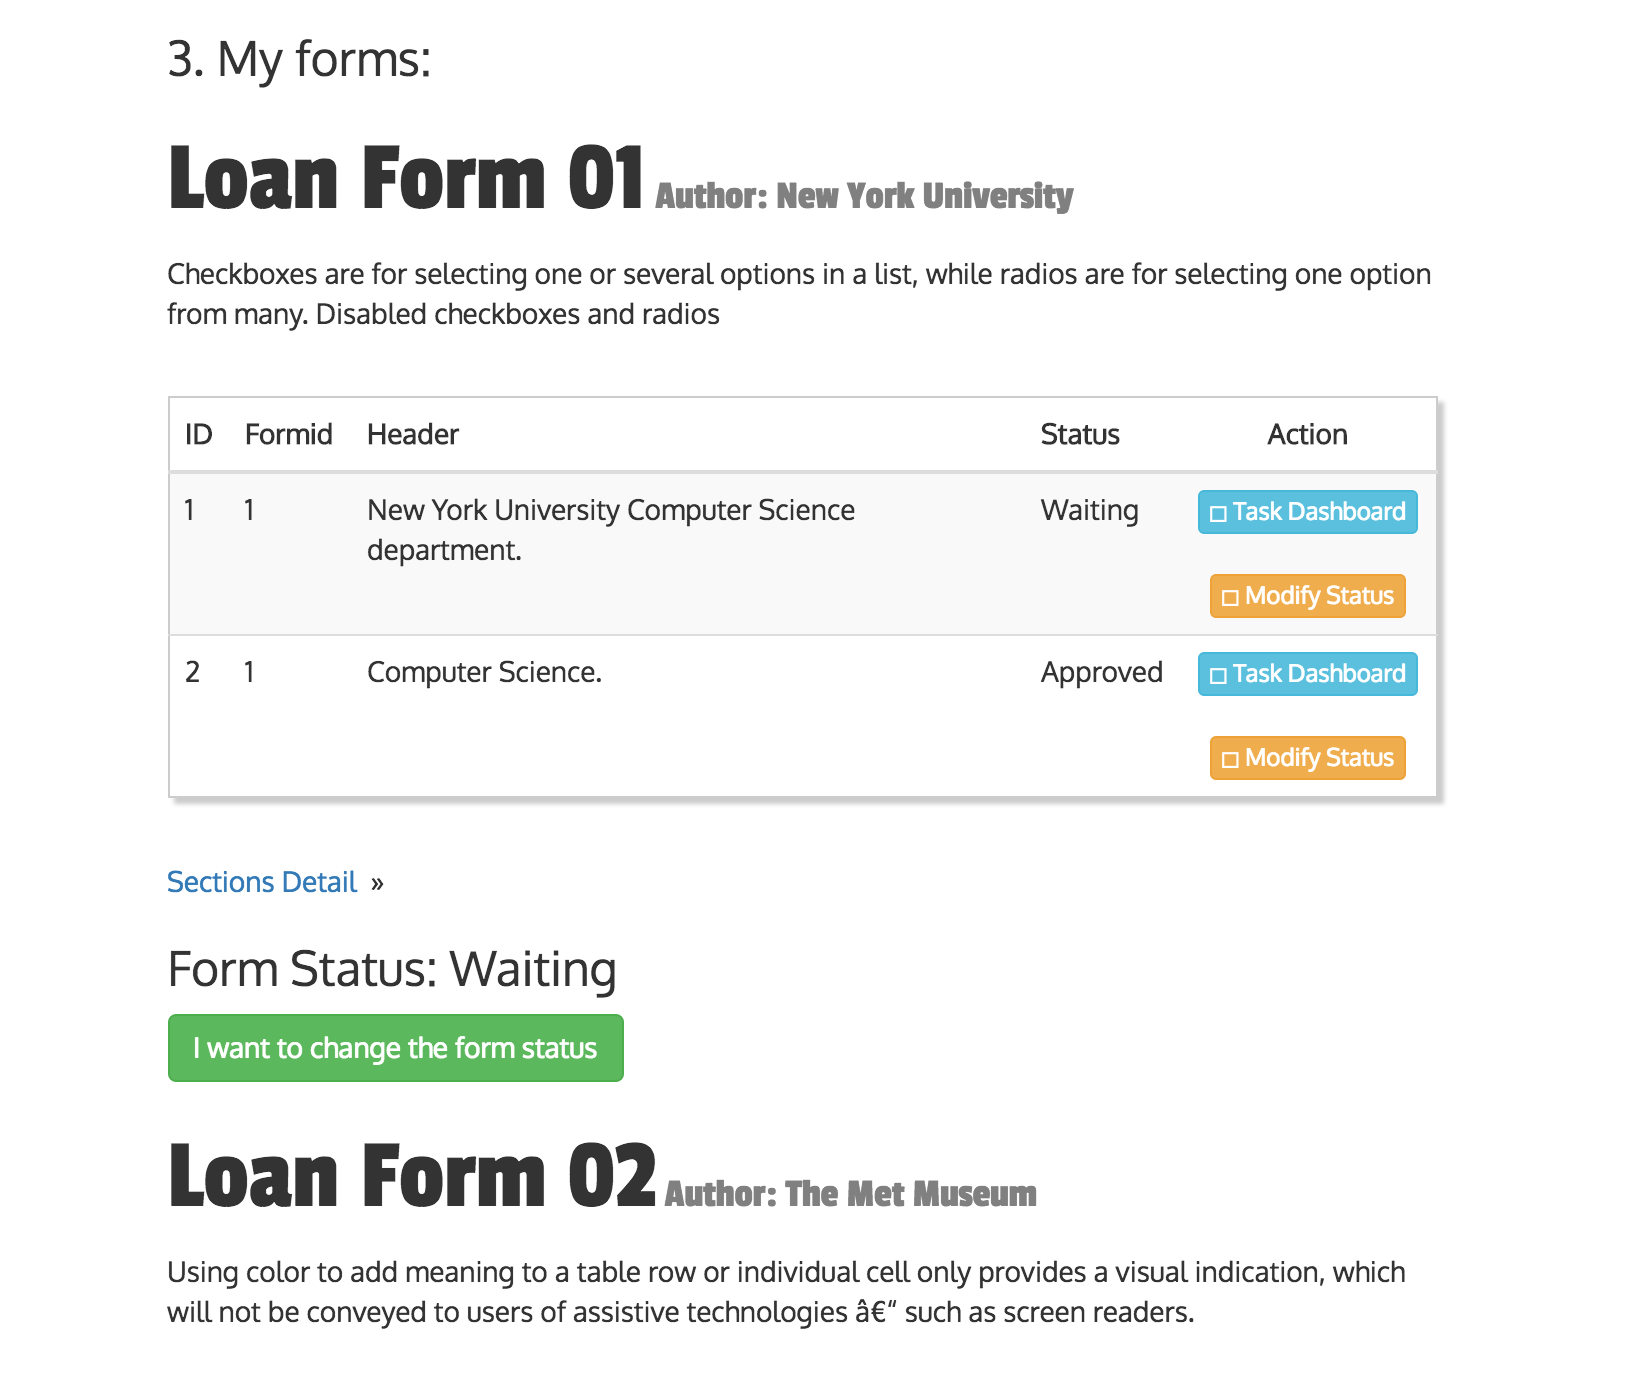 3. My forms:
Loan Form 01 Author: New York University
Checkboxes are for selecting one or several options in a list, while radios are for selecting one option
from many. Disabled checkboxes and radios
ID Formid Header Status Action
1 1 New York University Computer Science Waiting Task Dashboard
department.
Modify Status
2 1 Computer Science. Approved Task Dashboard
Modify Status
Sections Detail »
Form Status: Waiting
I want to change the form status
Loan Form 02 Author: The Met Museum
Using color to add meaning to a table row or individual cell only provides a visual indication, which
will not be conveyed to users of assistive technologies â€“ such as screen readers.